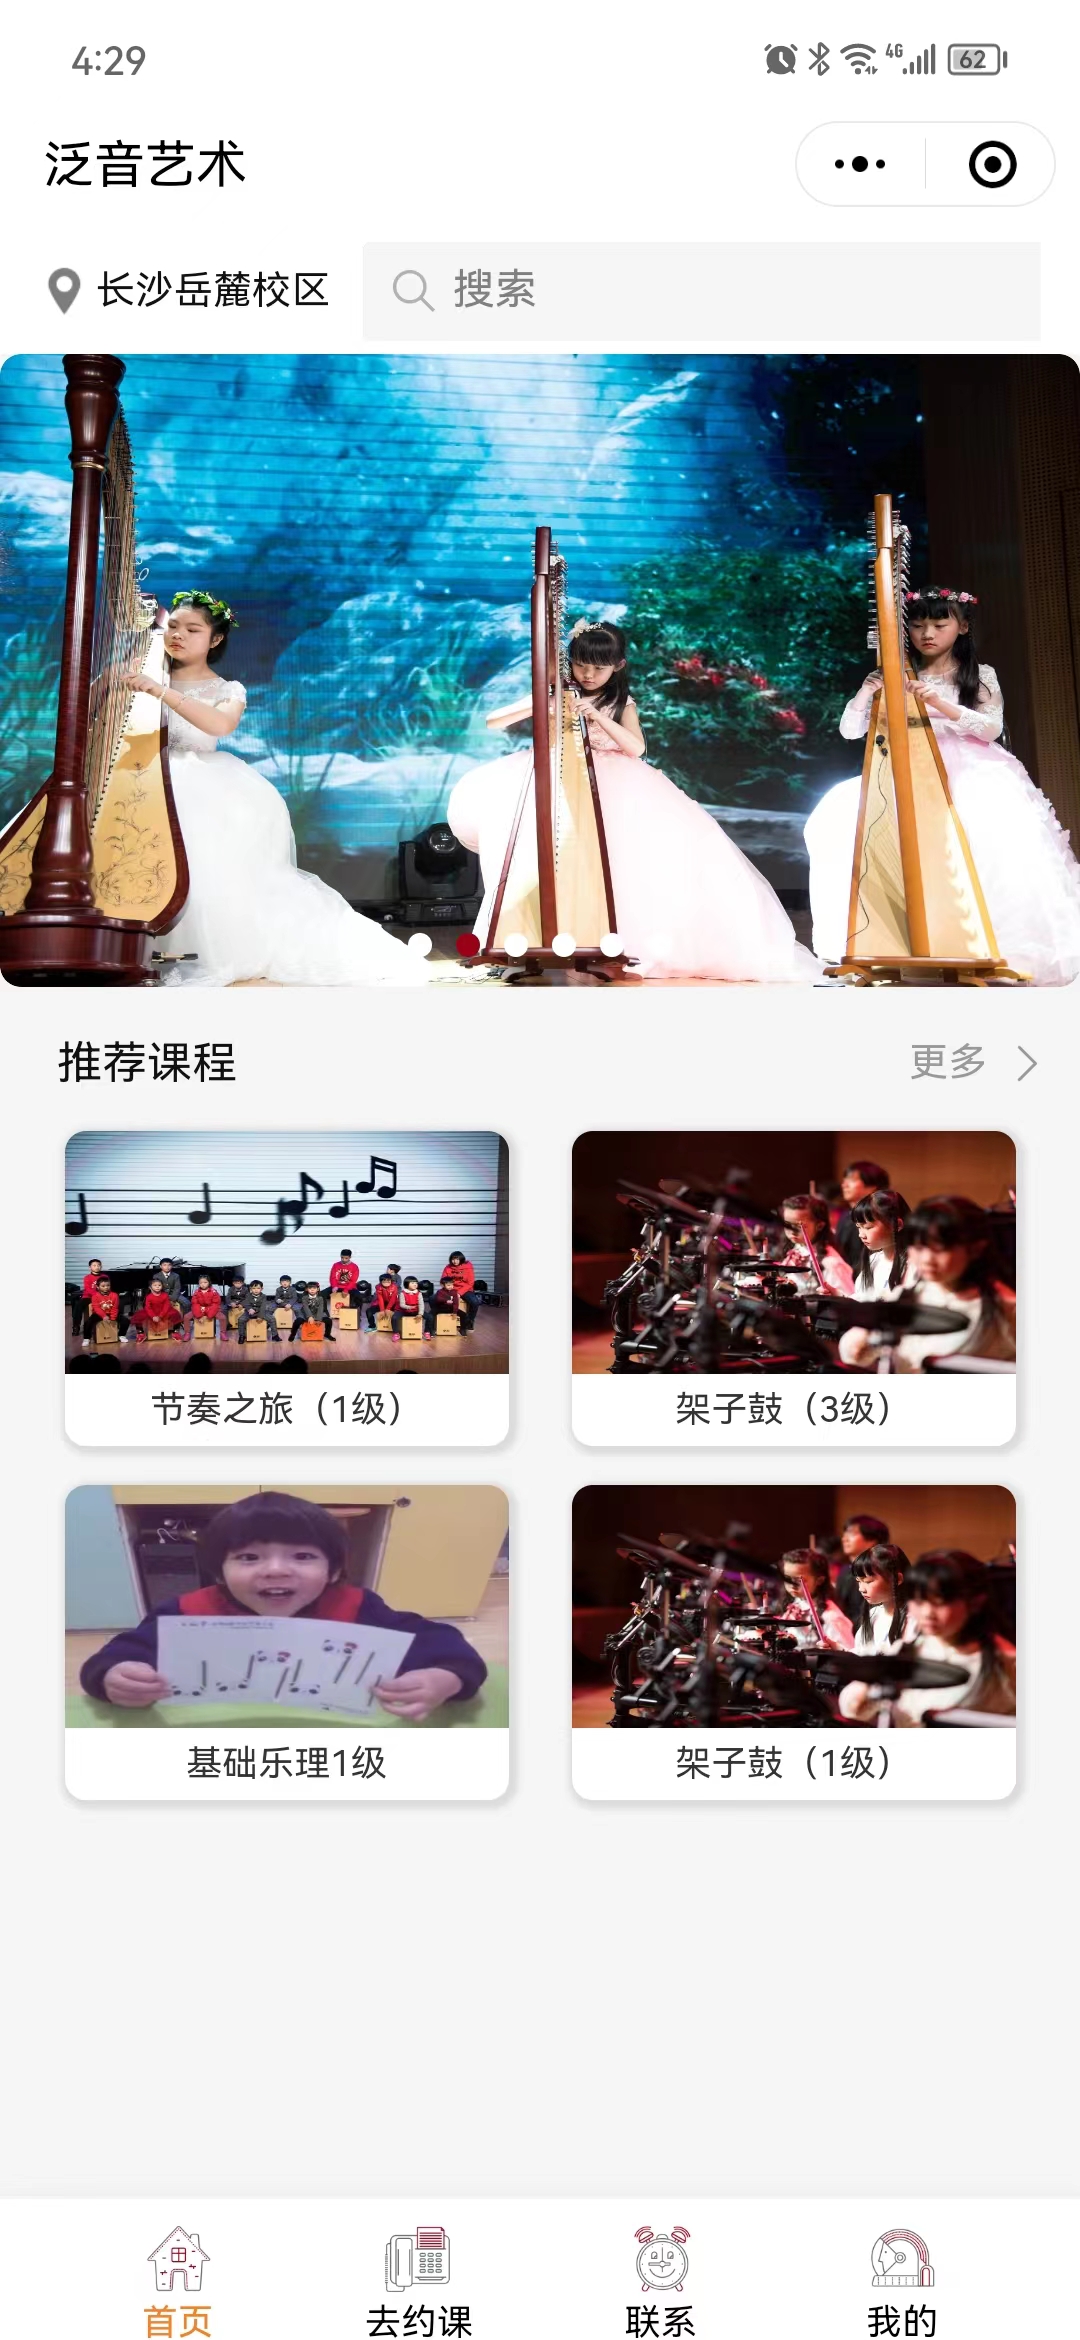 4:29
4G
62
泛音艺术
长沙岳麓校区
搜索
推荐课程
更多
节奏之旅（1级）
架子鼓（3级）
基础乐理1级
架子鼓（1级）
首页
去约课
联系
我的